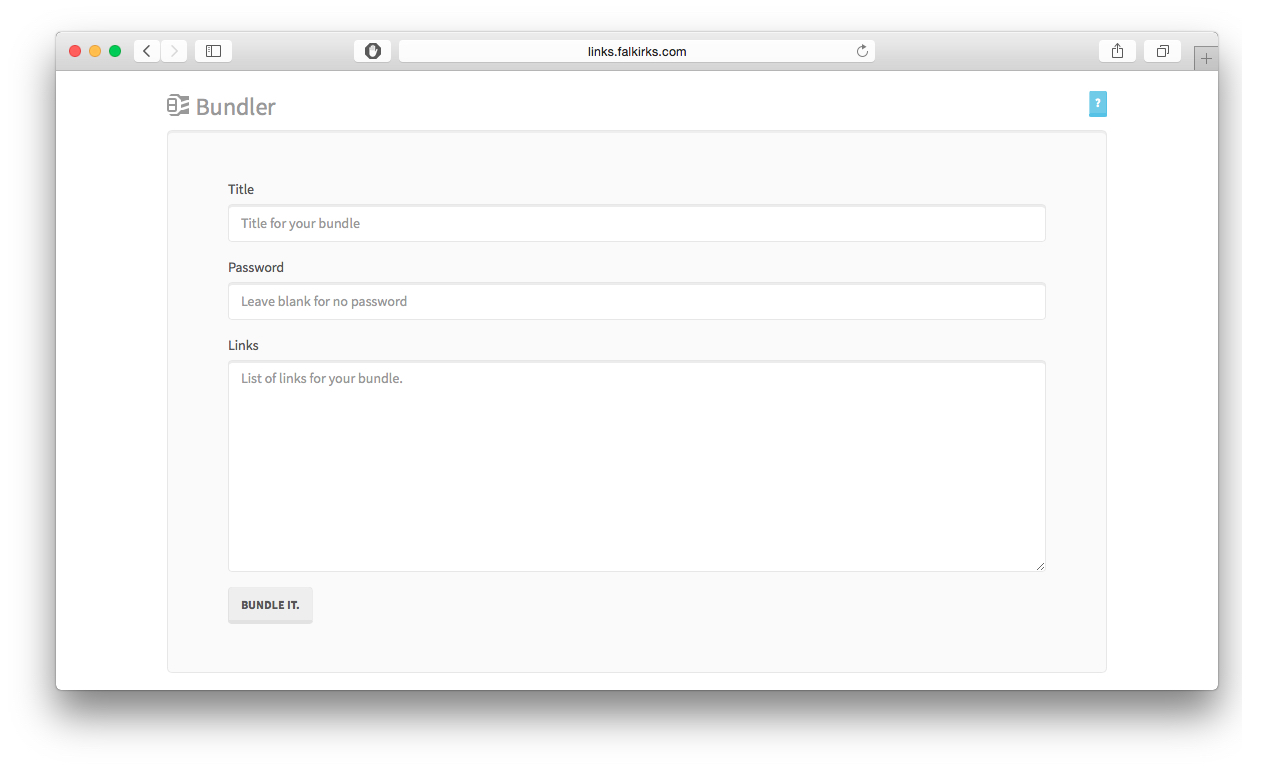 links.falkirks.com
Bundler
?
Title
Title for your bundle
Password
Leave blank for no password
Links
List of links for your bundle.
BUNDLE IT.